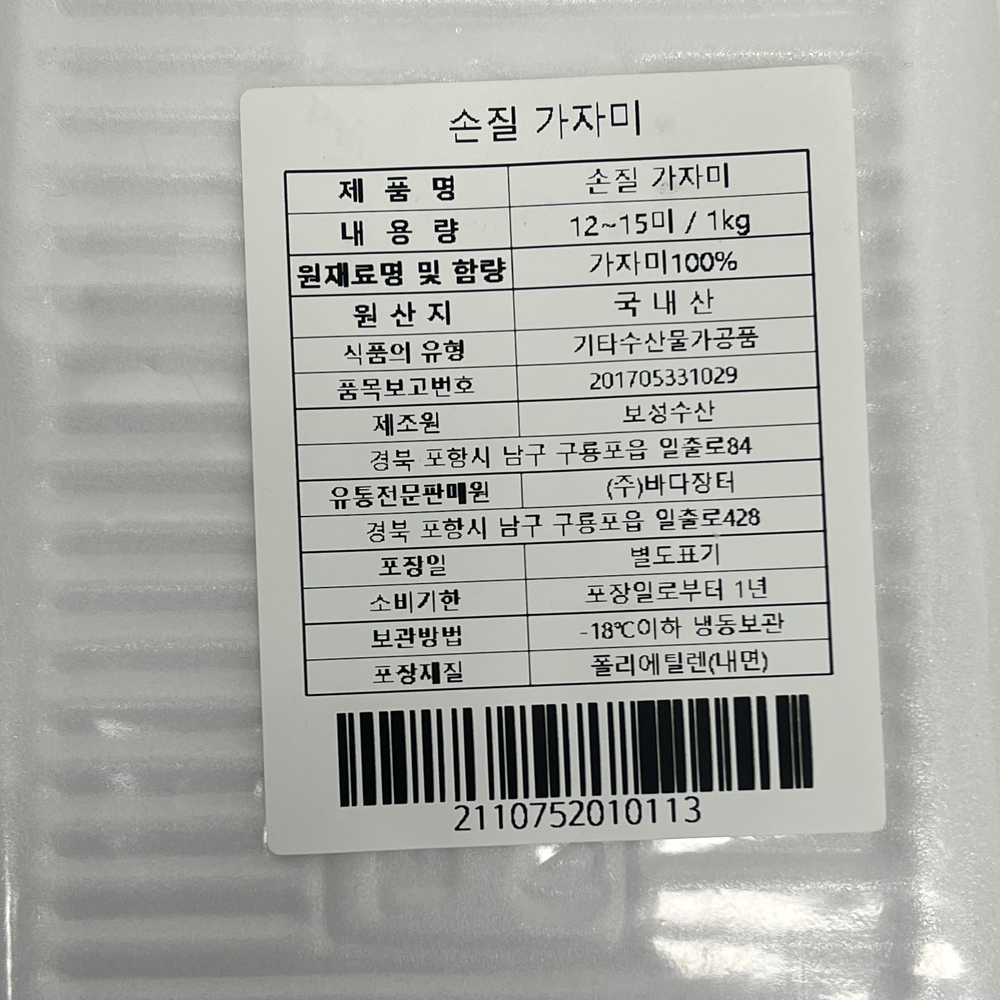 손질 가자미
제 품 명 손질 가자미
내 용 량 12~15미 / 1kg
원재료명 및 함량 가자미100%
원 산 지 국 내 산
식품의 유형 기타수산물가공품
품목보고번호 201705331029
제조원 보성수산
경북 포항시 남구 구룡포읍 일출로84
유통전문판매원 (주)바다장터
경북 포항시 남구 구룡포읍 일출로428
포장일 별도표기
소비기한 포장일로부터 1년
보관방법 -18℃이하 냉동보관
포장재질 폴리에틸렌(내면)
2110752010113